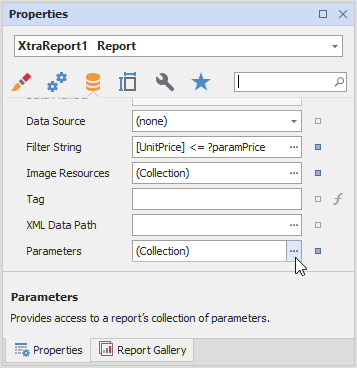 Properties
XtraReport1 Report
Data Source (none)
Filter String [UnitPrice] <= ?paramPrice ...
Image Resources (Collection) ...
Tag
XML Data Path ...
Parameters (Collection) ...
Parameters
Provides access to a report's collection of parameters.
Properties Report Gallery